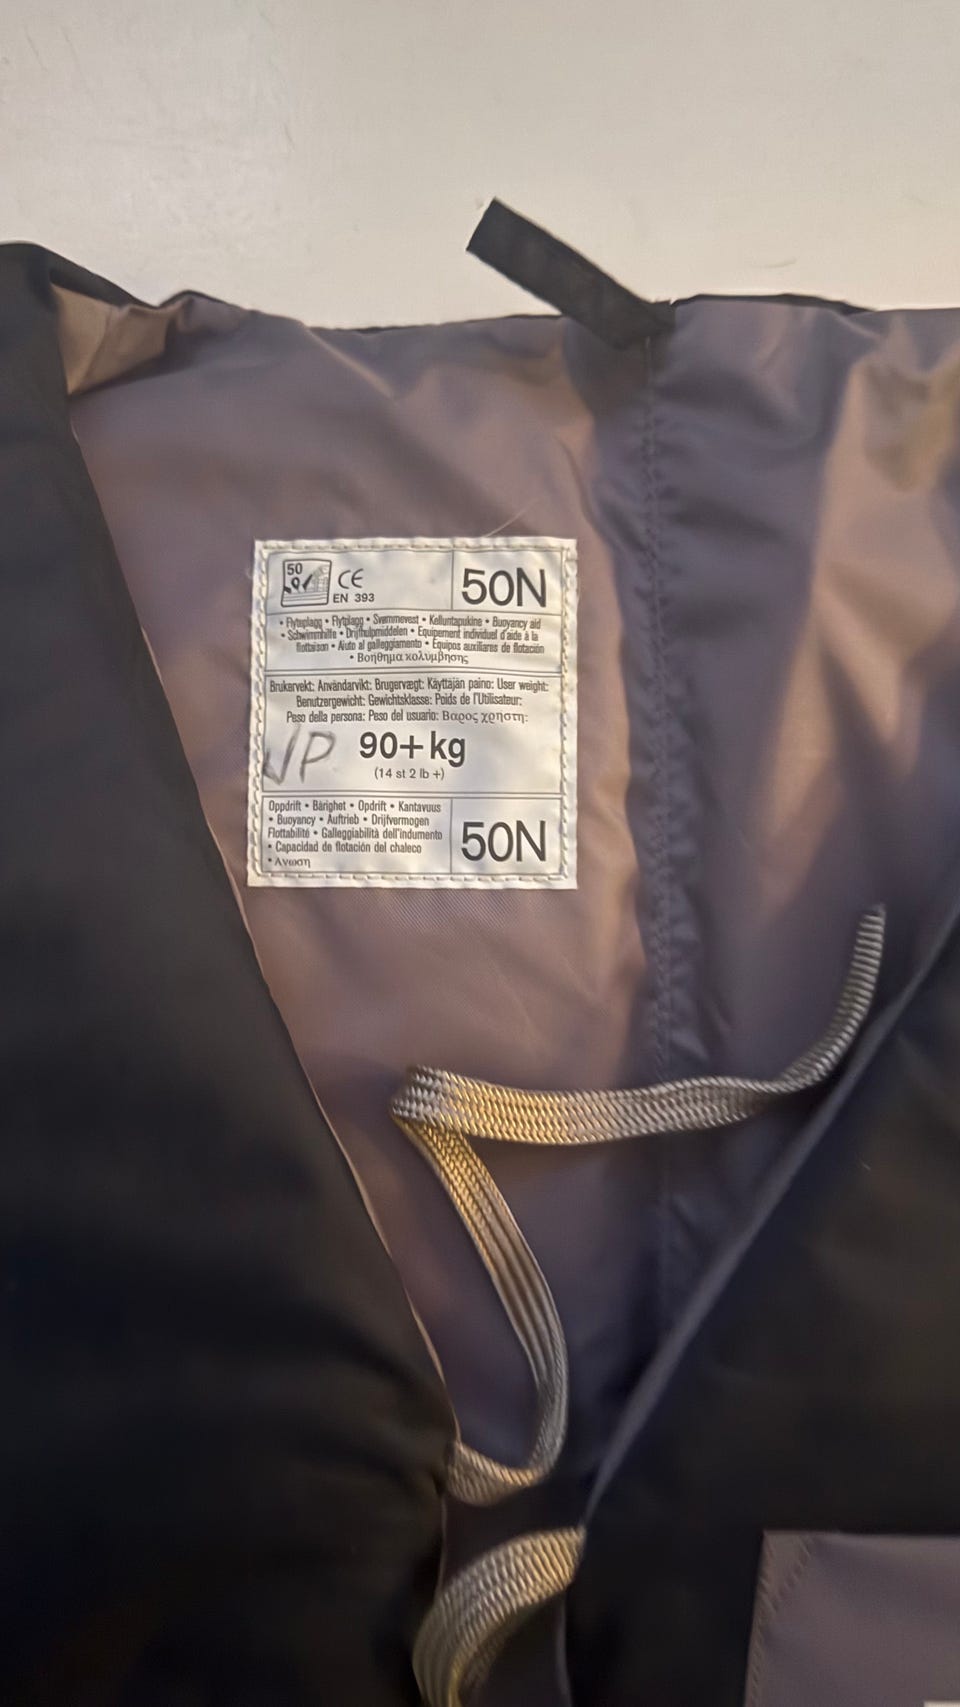 50
CE
EN 393
50N
• Flyteplagg • Flytplagg • Svømmevest • Kelluntapukine • Buoyancy aid
• Schwimmhilfe • Drijfhulpmiddelen • Equipement individuel d'aide à la
flottaison • Aiuto al galleggiamento • Equipos auxiliares de flotación
• Βοήθημα κολύμβησης
Brukervekt: Användarvikt: Brugervægt: Käyttäjän paino: User weight:
Benutzergewicht: Gewichtsklasse: Poids de l'Utilisateur:
Peso della persona: Peso del usuario: Βαρος χρηστη:
JP 90+kg
(14 st 2 lb +)
Oppdrift • Bärighet • Opdrift • Kantavuus
• Buoyancy • Auftrieb • Drijfvermogen
Flottabilité • Galleggiabilità dell'indumento
• Capacidad de flotación del chaleco
• Ανωση
50N